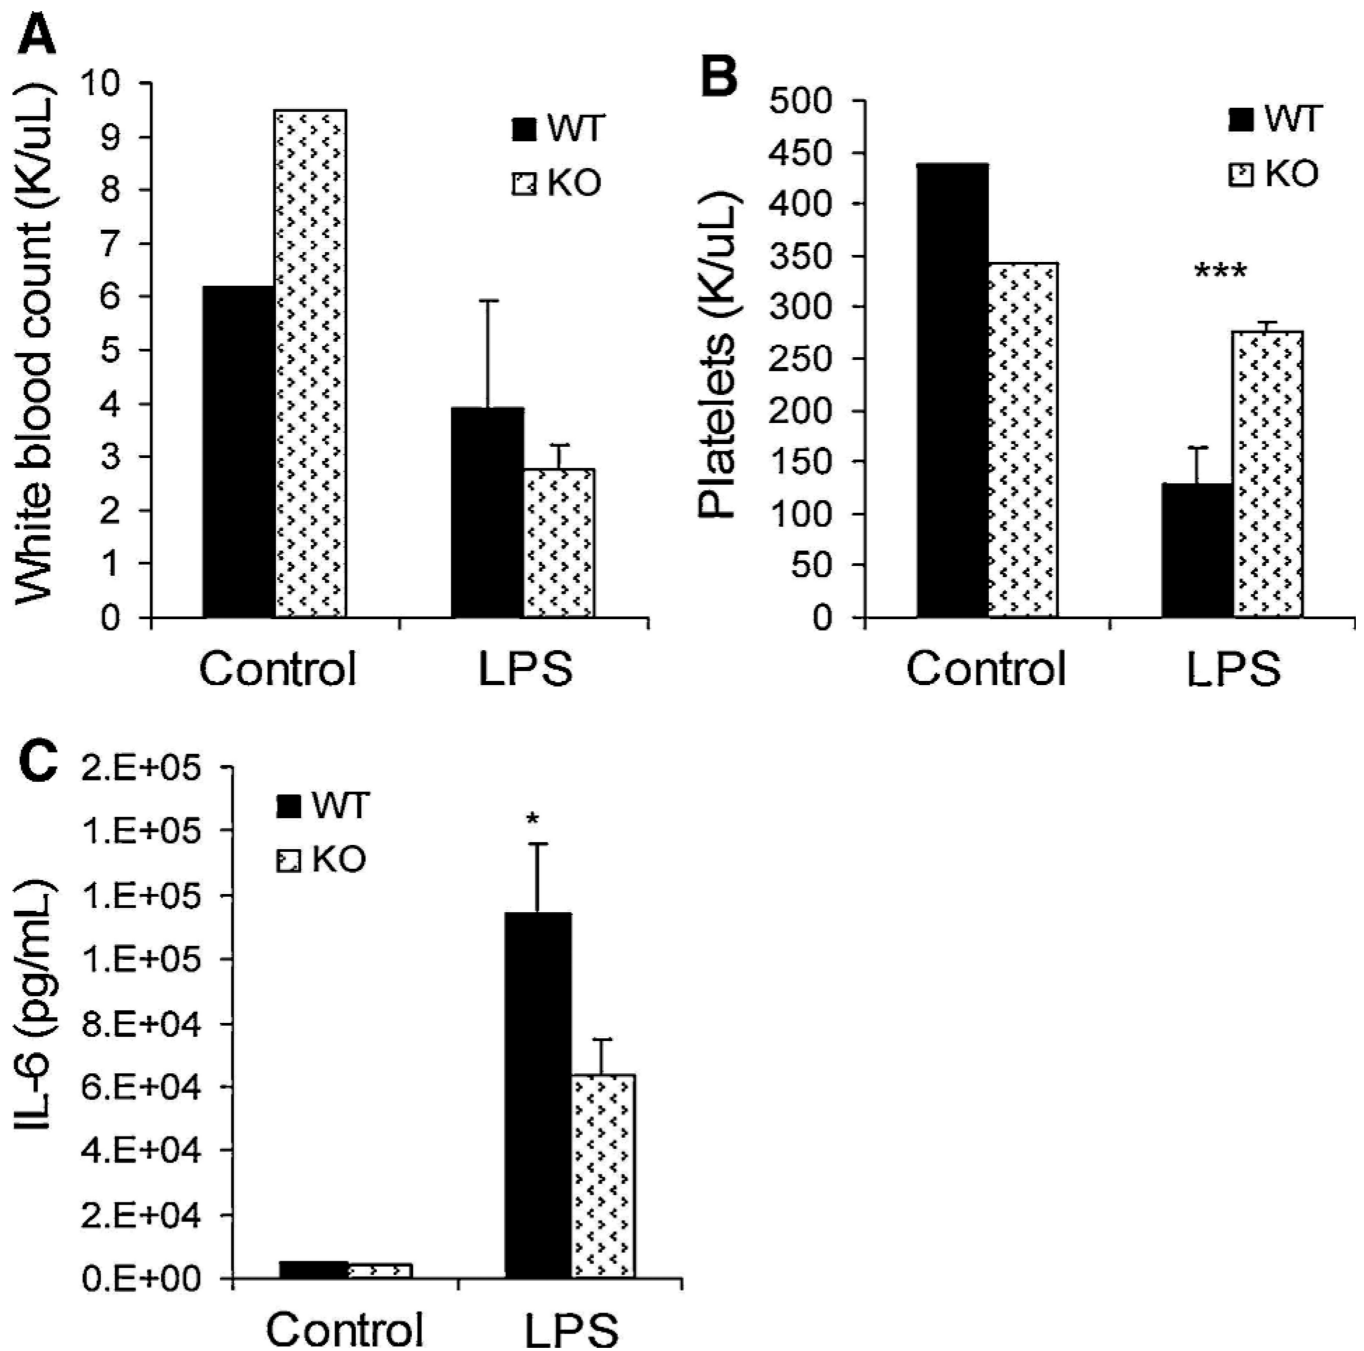 A
White blood count (K/uL)
10
9
8
7
6
5
4
3
2
1
0
WT
KO
Control LPS
B
Platelets (K/uL)
500
450
400
350
300
250
200
150
100
50
0
WT
KO
***
Control LPS
C
IL-6 (pg/mL)
2.E+05
1.E+05
1.E+05
1.E+05
8.E+04
6.E+04
4.E+04
2.E+04
0.E+00
WT
KO
*
Control LPS